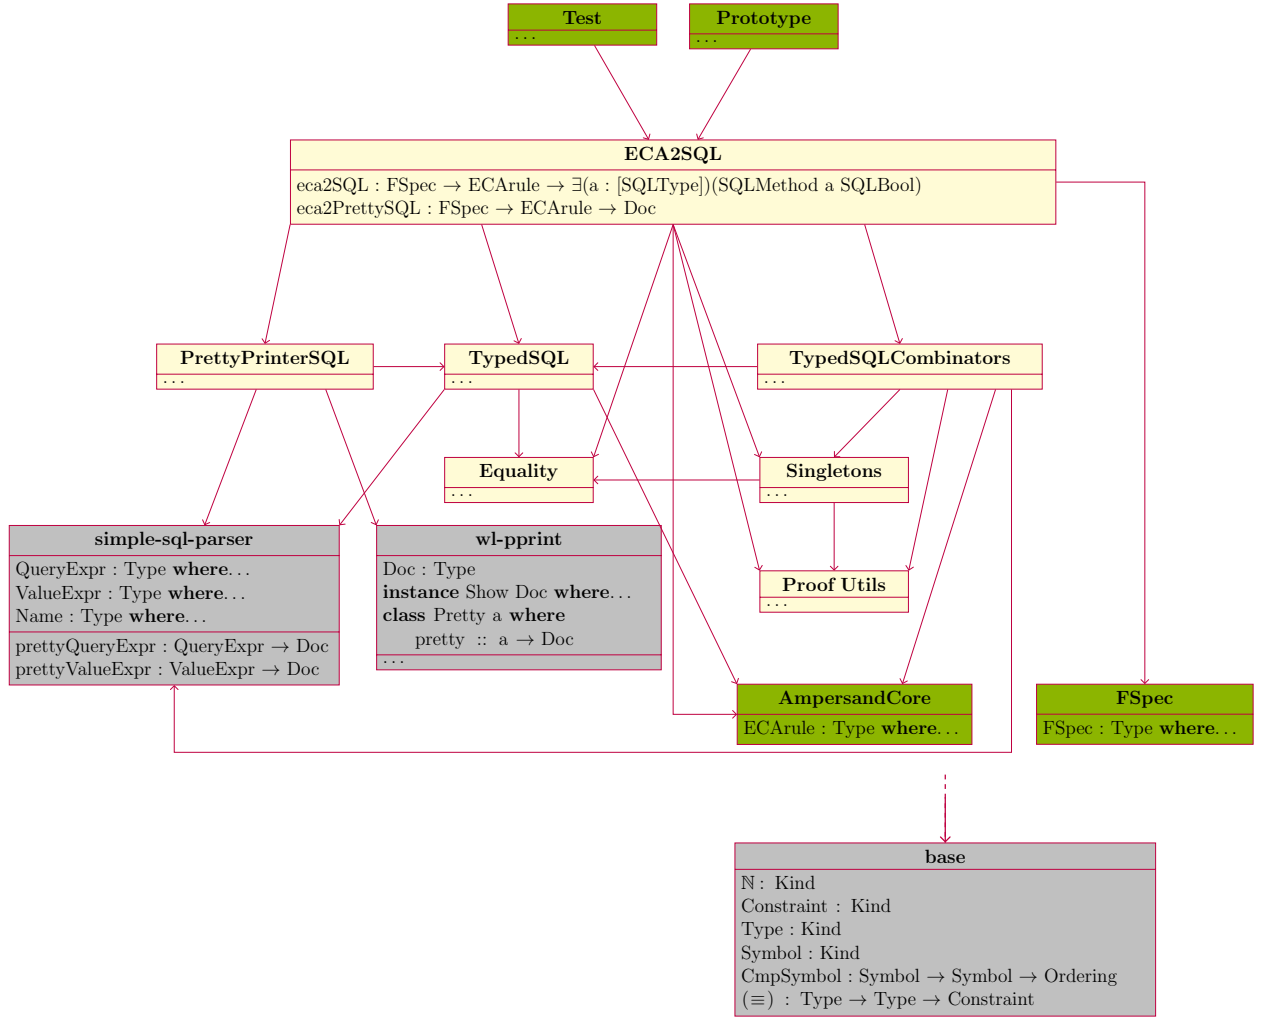 Test
. . .
Prototype
. . .
ECA2SQL
eca2SQL : FSpec → ECArule → ∃(a : [SQLType])(SQLMethod a SQLBool)
eca2PrettySQL : FSpec → ECArule → Doc
PrettyPrinterSQL
. . .
TypedSQL
. . .
TypedSQLCombinators
. . .
Equality
. . .
Singletons
. . .
simple-sql-parser
QueryExpr : Type where. . .
ValueExpr : Type where. . .
Name : Type where. . .
prettyQueryExpr : QueryExpr → Doc
prettyValueExpr : ValueExpr → Doc
wl-pprint
Doc : Type
instance Show Doc where. . .
class Pretty a where
pretty :: a → Doc
. . .
Proof Utils
. . .
AmpersandCore
ECArule : Type where. . .
FSpec
FSpec : Type where. . .
base
ℕ : Kind
Constraint : Kind
Type : Kind
Symbol : Kind
CmpSymbol : Symbol → Symbol → Ordering
(≡) : Type → Type → Constraint